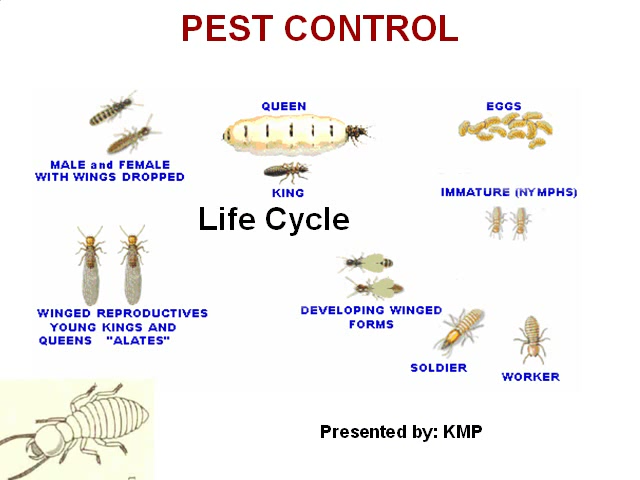 PEST CONTROL
QUEEN
EGGS
MALE and FEMALE
WITH WINGS DROPPED
KING
IMMATURE (NYMPHS)
Life Cycle
WINGED REPRODUCTIVES
YOUNG KINGS AND
QUEENS "ALATES"
DEVELOPING WINGED
FORMS
SOLDIER
WORKER
Presented by: KMP